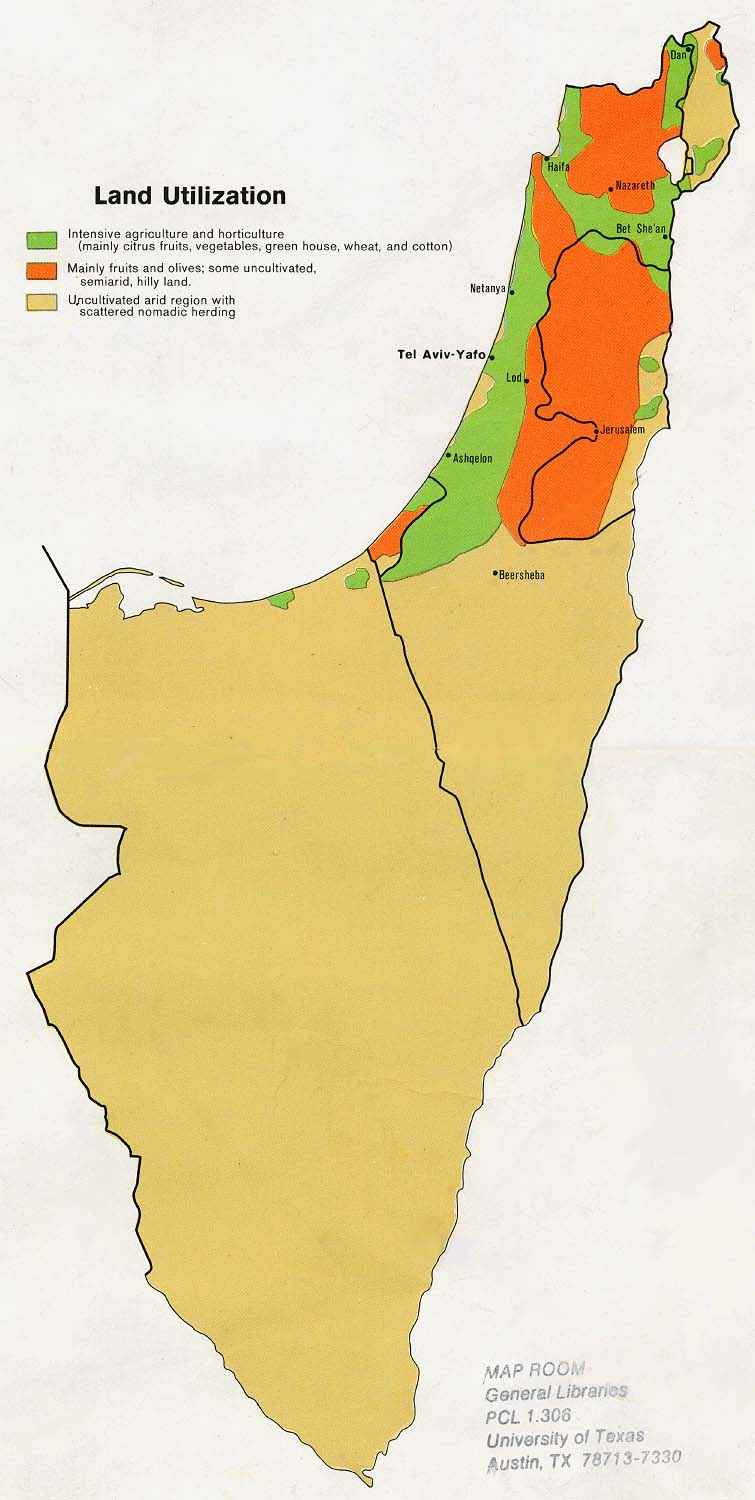 Land Utilization
Intensive agriculture and horticulture
(mainly citrus fruits, vegetables, green house, wheat, and cotton)
Mainly fruits and olives; some uncultivated,
semiarid, hilly land.
Uncultivated arid region with
scattered nomadic herding
Dan
Haifa
Nazareth
Bet She'an
Netanya
Tel Aviv-Yafo
Lod
Jerusalem
Ashqelon
Beersheba
MAP ROOM
General Libraries
PCL 1.306
University of Texas
Austin, TX 78713-7330